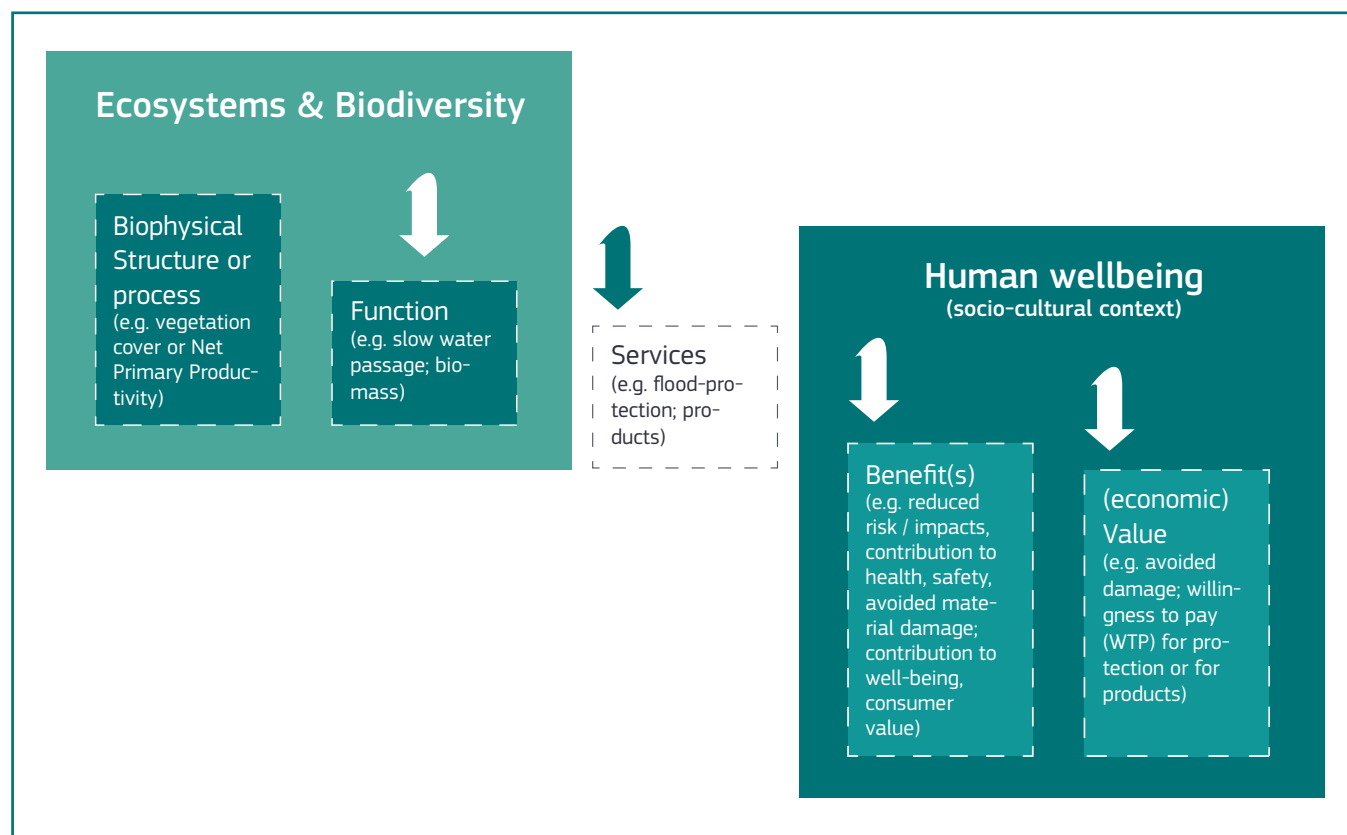 Ecosystems & Biodiversity
Biophysical
Structure or
process
(e.g. vegetation
cover or Net
Primary Produc-
tivity)
Function
(e.g. slow water
passage; bio-
mass)
Services
(e.g. flood-pro-
tection; pro-
ducts)
Human wellbeing
(socio-cultural context)
Benefit(s)
(e.g. reduced
risk / impacts,
contribution to
health, safety,
avoided mate-
rial damage;
contribution to
well-being,
consumer
value)
(economic)
Value
(e.g. avoided
damage; willin-
gness to pay
(WTP) for pro-
tection or for
products)